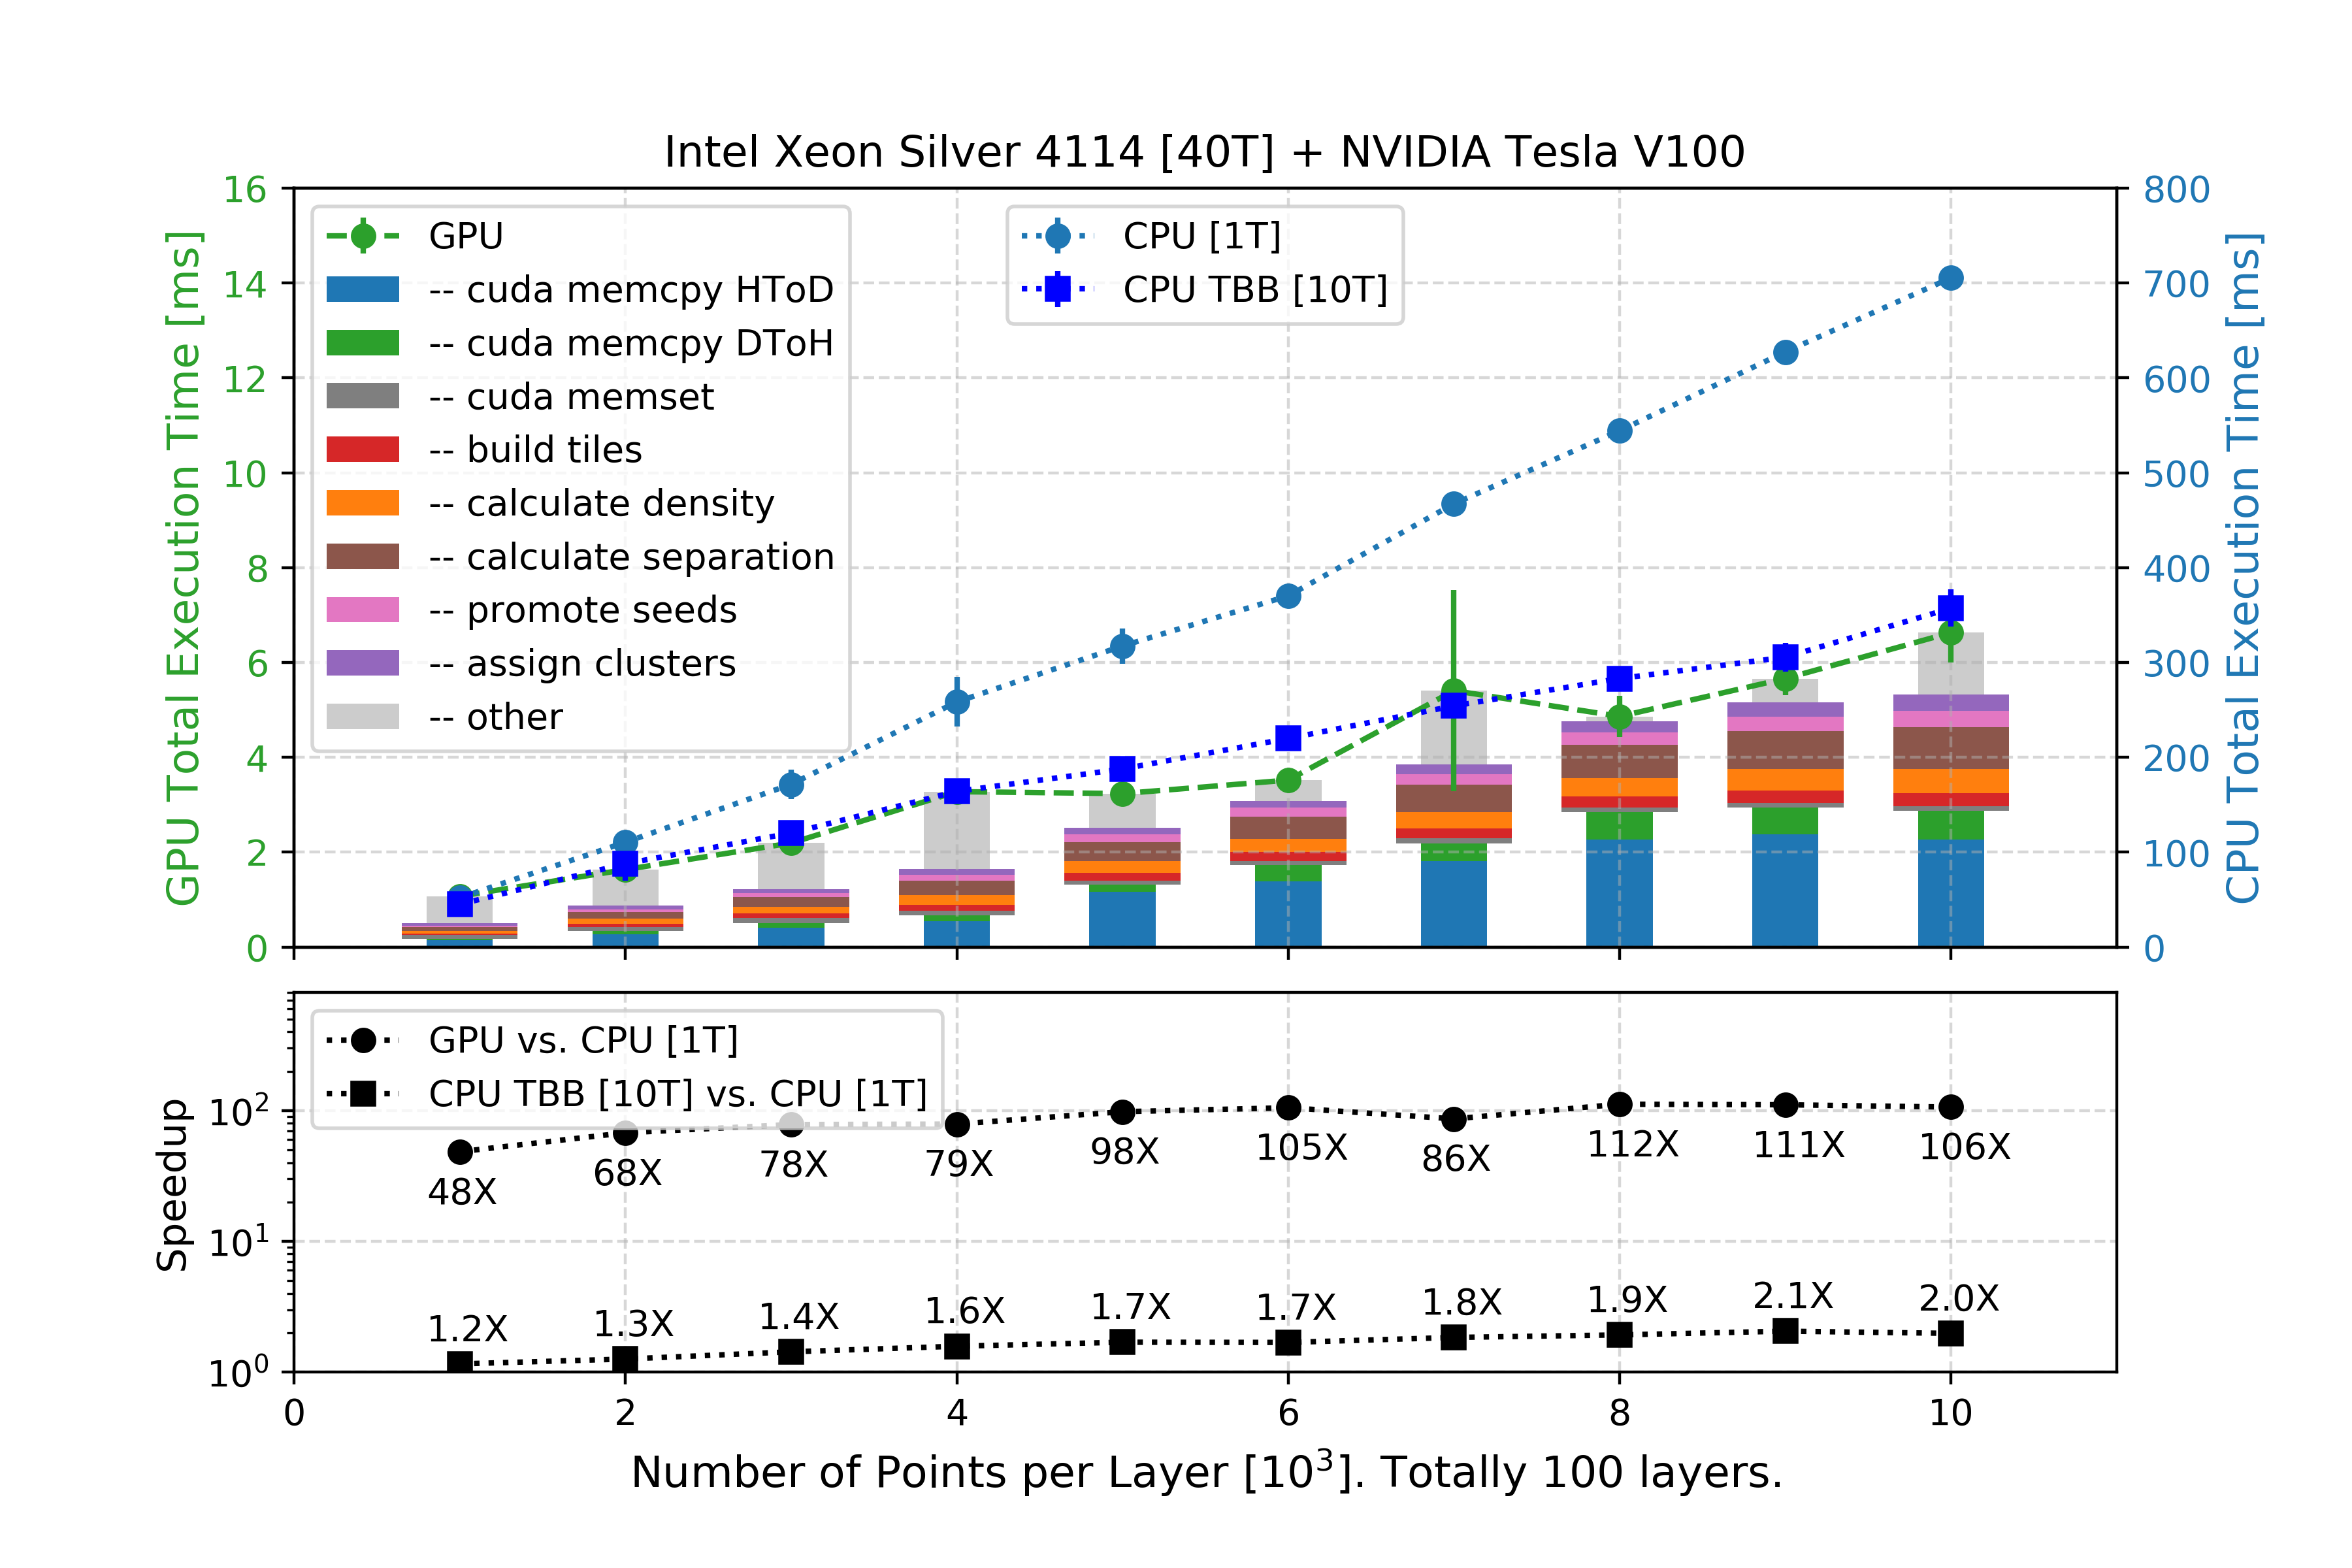 Intel Xeon Silver 4114 [40T] + NVIDIA Tesla V100
GPU Total Execution Time [ms]
16
14
12
10
8
6
4
2
0
GPU
-- cuda memcpy HToD
-- cuda memcpy DToH
-- cuda memset
-- build tiles
-- calculate density
-- calculate separation
-- promote seeds
-- assign clusters
-- other
CPU [1T]
CPU TBB [10T]
800
700
600
500
400
300
200
100
0
CPU Total Execution Time [ms]
Speedup
10²
10¹
10⁰
GPU vs. CPU [1T]
CPU TBB [10T] vs. CPU [1T]
48X 68X 78X 79X 98X 105X 86X 112X 111X 106X
1.2X 1.3X 1.4X 1.6X 1.7X 1.7X 1.8X 1.9X 2.1X 2.0X
0 2 4 6 8 10
Number of Points per Layer [10³]. Totally 100 layers.